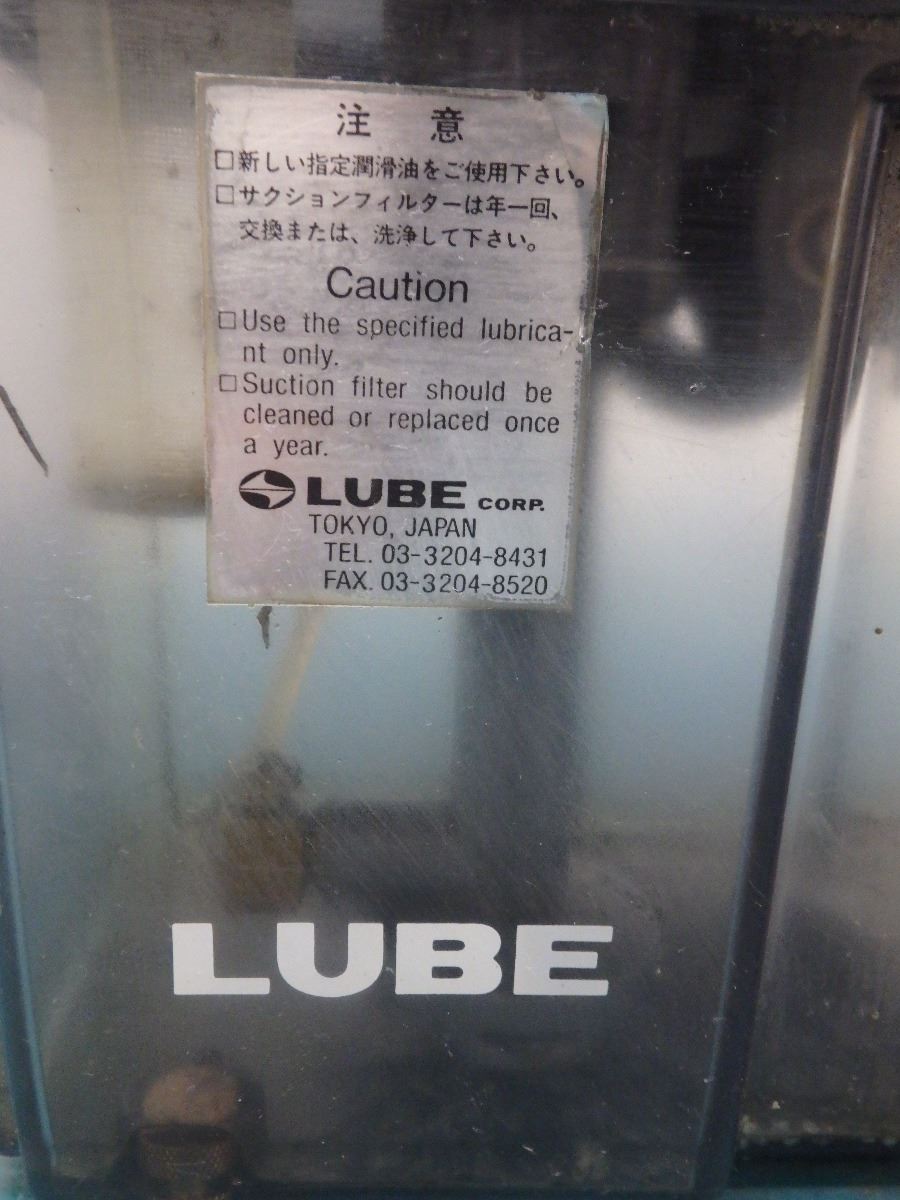 注 意
□新しい指定潤滑油をご使用下さい。
□サクションフィルターは年一回、
交換または、洗浄して下さい。
Caution
□Use the specified lubrica-
nt only.
□Suction filter should be
cleaned or replaced once
a year.
LUBE CORP.
TOKYO, JAPAN
TEL. 03-3204-8431
FAX. 03-3204-8520
LUBE